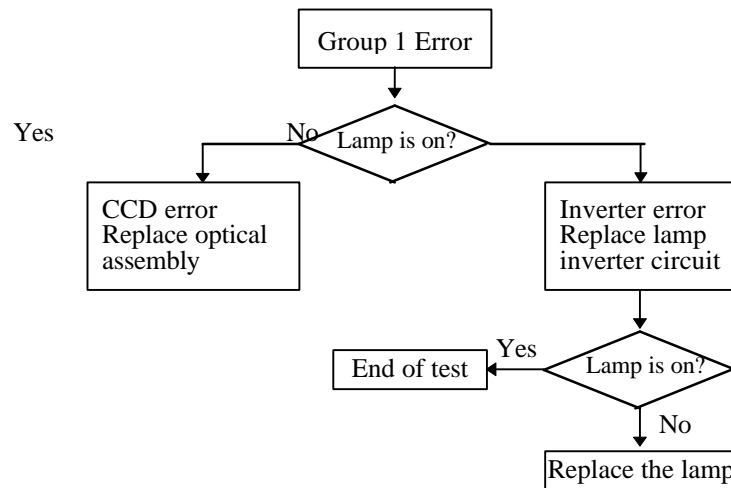 Group 1 Error
Yes
No
Lamp is on?
CCD error
Replace optical
assembly
Inverter error
Replace lamp
inverter circuit
End of test
Yes
Lamp is on?
No
Replace the lamp